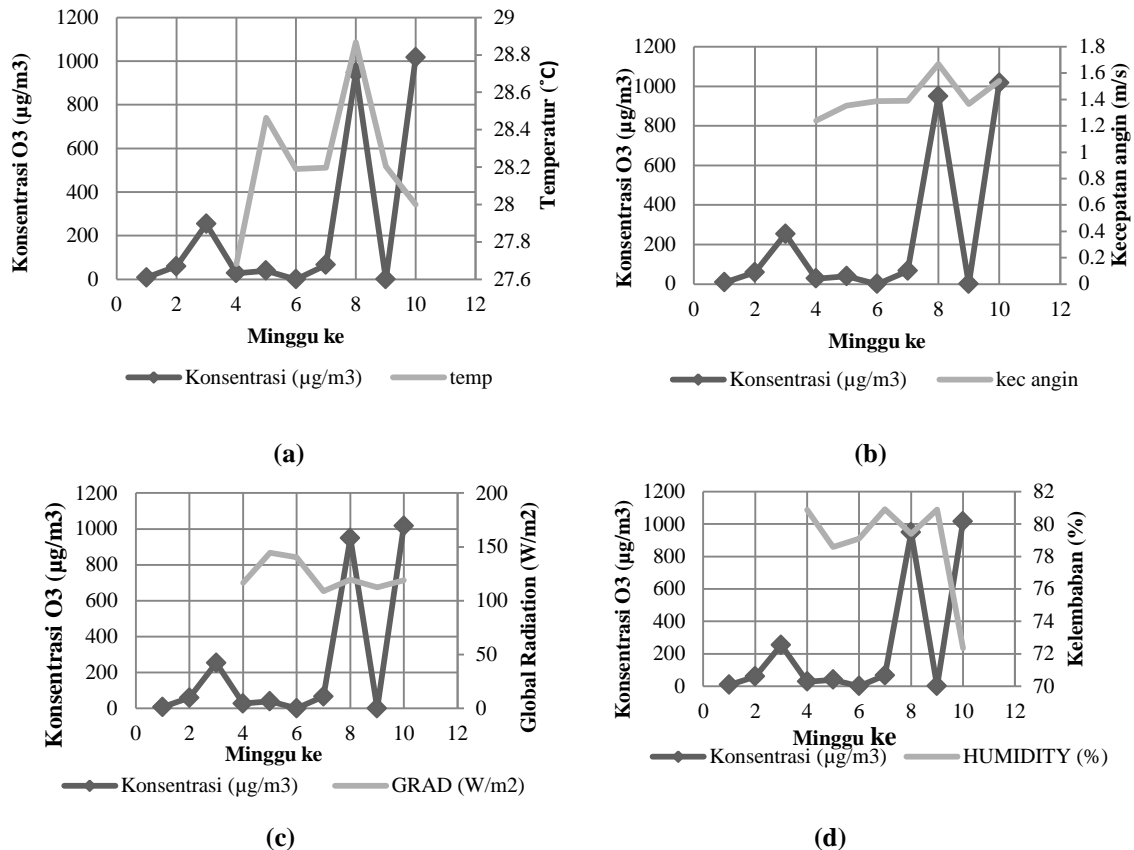 1200
1000
800
600
400
200
0
Konsentrasi O3 (µg/m3)
29
28.8
28.6
28.4
28.2
28
27.8
27.6
Temperatur (˚C)
0 2 4 6 8 10 12
Minggu ke
Konsentrasi (µg/m3) temp
(a)
1200
1000
800
600
400
200
0
Konsentrasi O3 (µg/m3)
1.8
1.6
1.4
1.2
1
0.8
0.6
0.4
0.2
0
Kecepatan angin (m/s)
0 2 4 6 8 10 12
Minggu ke
Konsentrasi (µg/m3) kec angin
(b)
1200
1000
800
600
400
200
0
Konsentrasi O3 (µg/m3)
200
150
100
50
0
Global Radiation (W/m2)
0 2 4 6 8 10 12
Minggu ke
Konsentrasi (µg/m3) GRAD (W/m2)
(c)
1200
1000
800
600
400
200
0
Konsentrasi O3 (µg/m3)
82
80
78
76
74
72
70
Kelembaban (%)
0 2 4 6 8 10 12
Minggu ke
Konsentrasi (µg/m3) HUMIDITY (%)
(d)